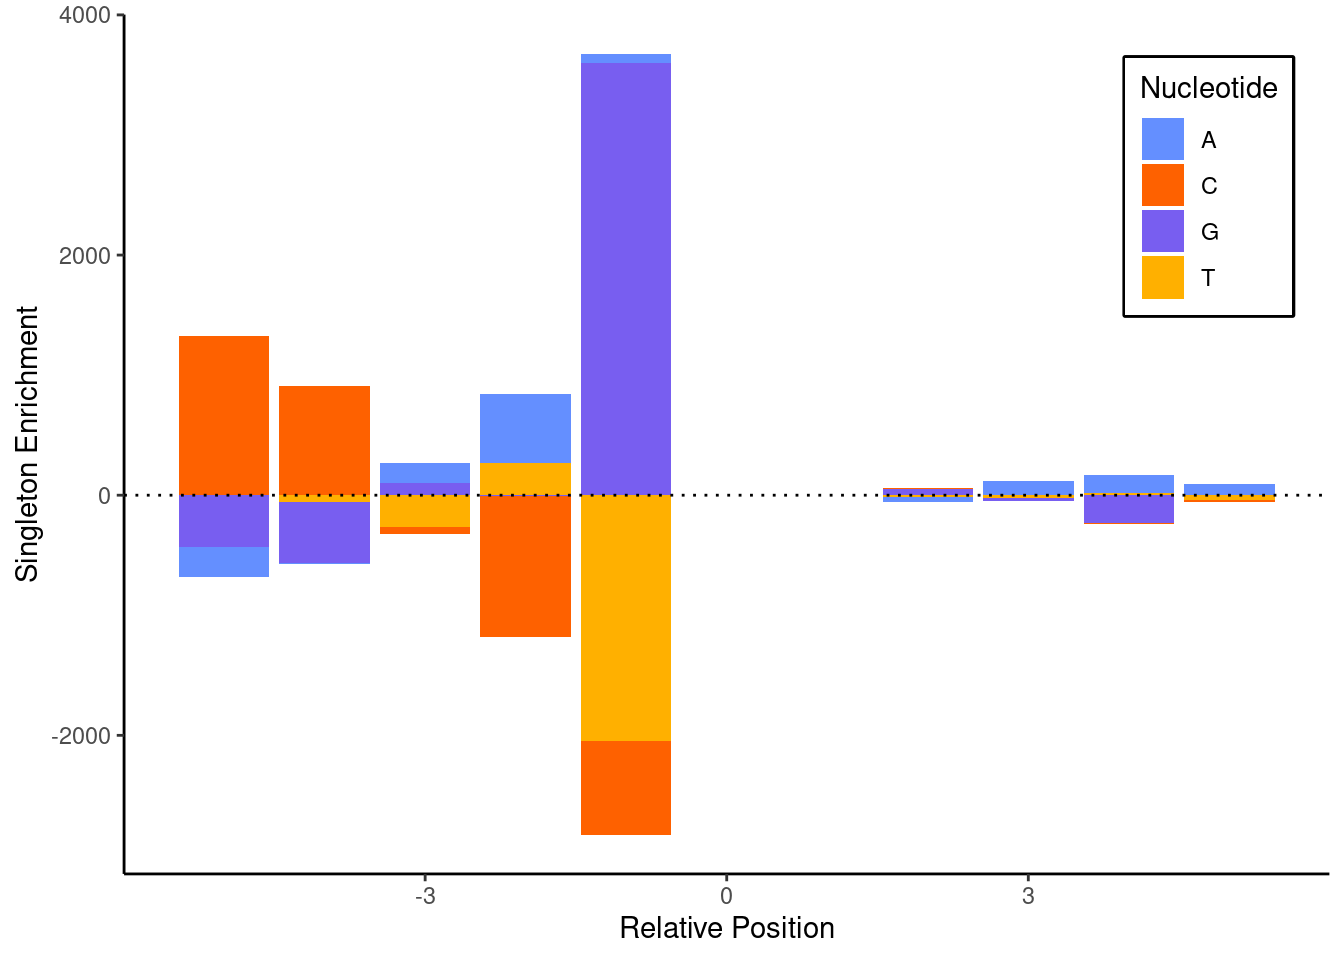 4000
2000
0
-2000
Singleton Enrichment
-3
0
3
Relative Position
Nucleotide
A
C
G
T